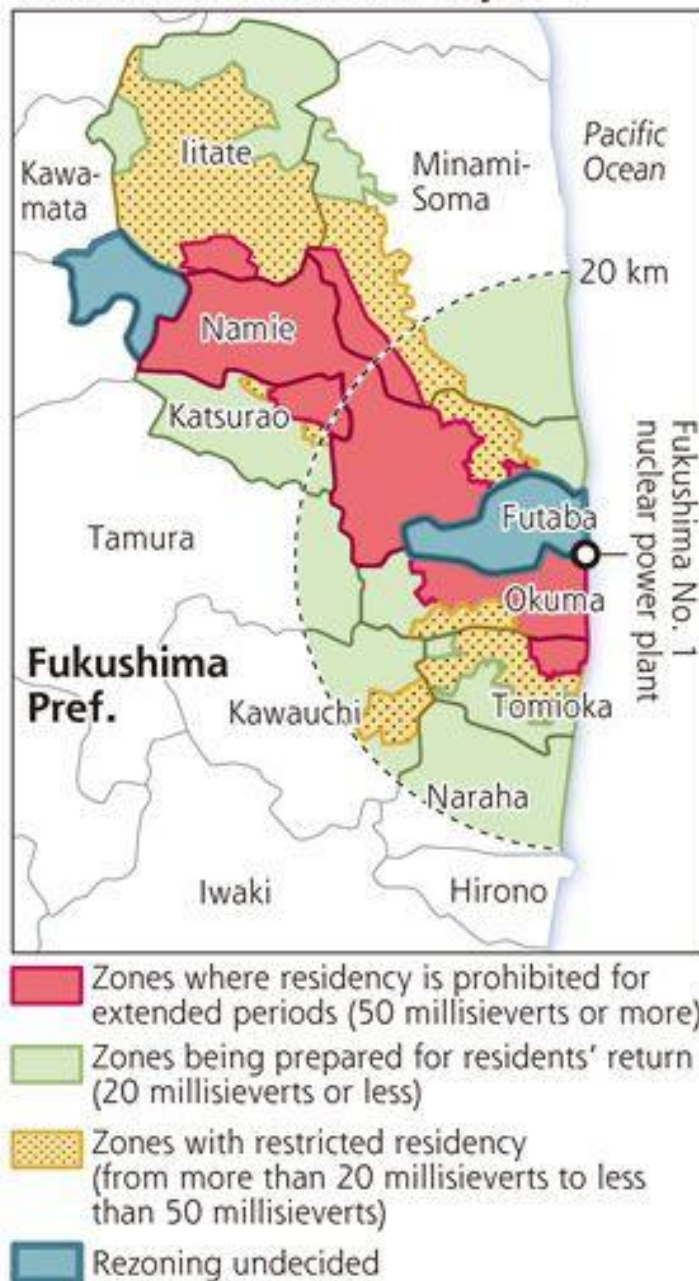 Iitate
Kawa-
mata
Minami-
Soma
Pacific
Ocean
20 km
Namie
Katsurao
Tamura
Futaba
Okuma
Fukushima No. 1
nuclear power plant
Fukushima
Pref.
Kawauchi
Tomioka
Naraha
Iwaki
Hirono
Zones where residency is prohibited for
extended periods (50 millisieverts or more)
Zones being prepared for residents’ return
(20 millisieverts or less)
Zones with restricted residency
(from more than 20 millisieverts to less
than 50 millisieverts)
Rezoning undecided